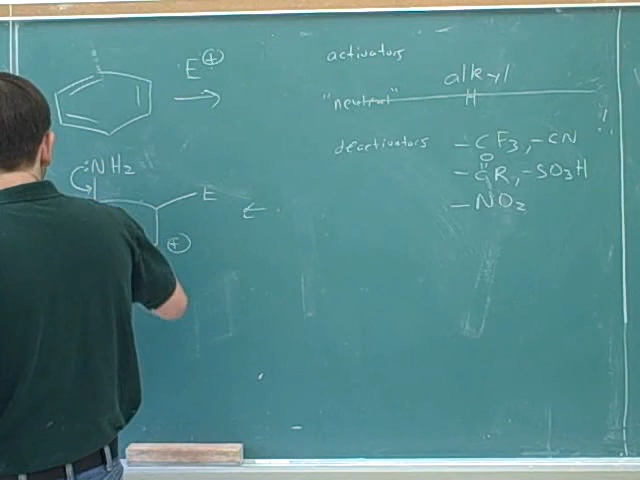 activators
E⊕
alkyl
"neutral"
H
deactivators
-CF3, -CN
O
-CR, -SO3H
-NO2
:NH2
E
⊕